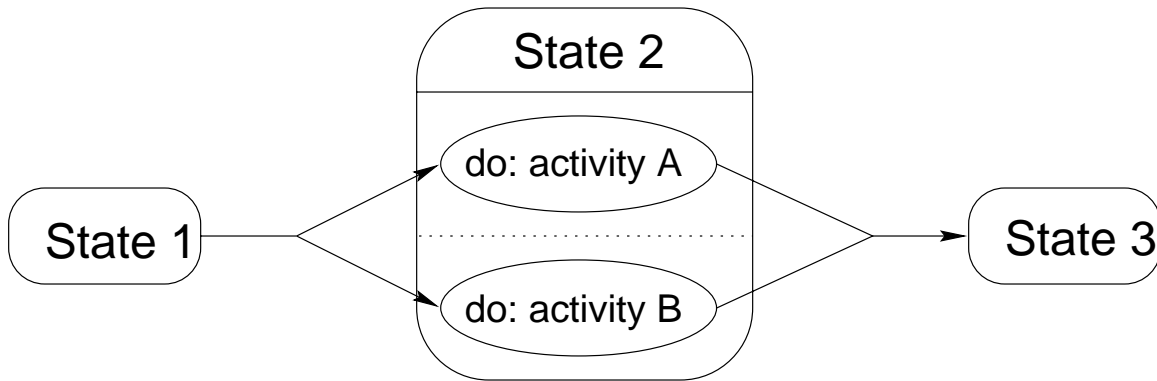 State 2
do: activity A
State 1
State 3
do: activity B